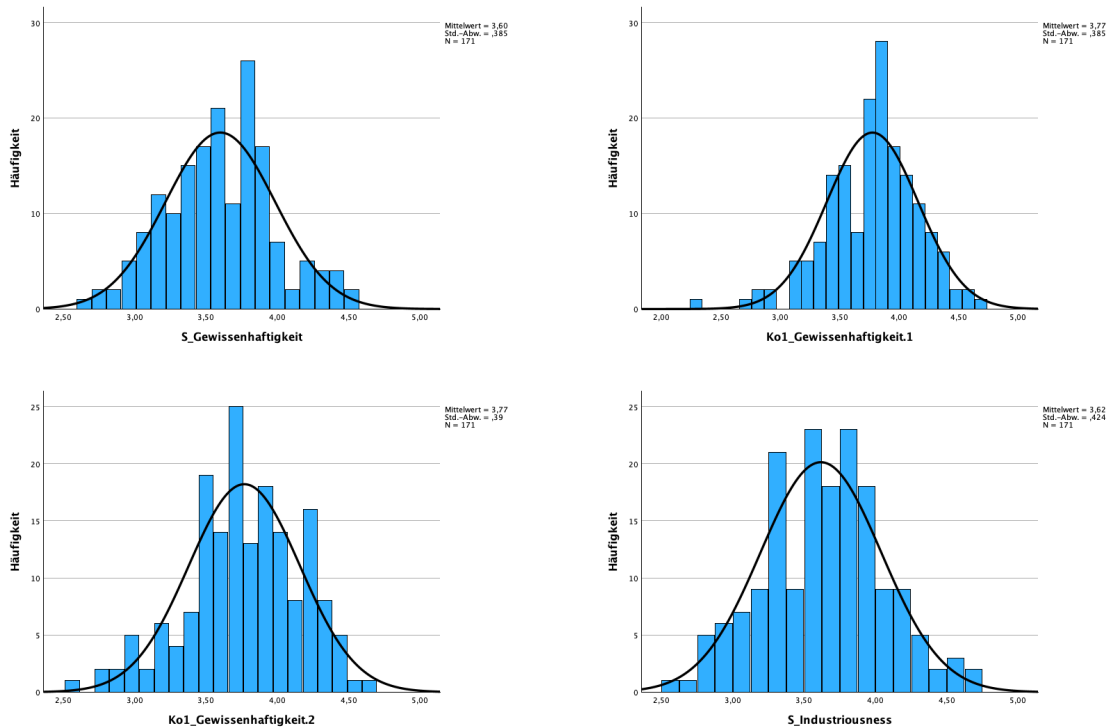 Mittelwert = 3,60
Std.-Abw. = ,385
N = 171
Häufigkeit
30
20
10
0
2,50 3,00 3,50 4,00 4,50 5,00
S_Gewissenhaftigkeit
Mittelwert = 3,77
Std.-Abw. = ,385
N = 171
Häufigkeit
30
20
10
0
2,00 2,50 3,00 3,50 4,00 4,50 5,00
Ko1_Gewissenhaftigkeit.1
Mittelwert = 3,77
Std.-Abw. = ,39
N = 171
Häufigkeit
25
20
15
10
5
0
2,50 3,00 3,50 4,00 4,50 5,00
Ko1_Gewissenhaftigkeit.2
Mittelwert = 3,62
Std.-Abw. = ,424
N = 171
Häufigkeit
25
20
15
10
5
0
2,50 3,00 3,50 4,00 4,50 5,00
S_Industriousness